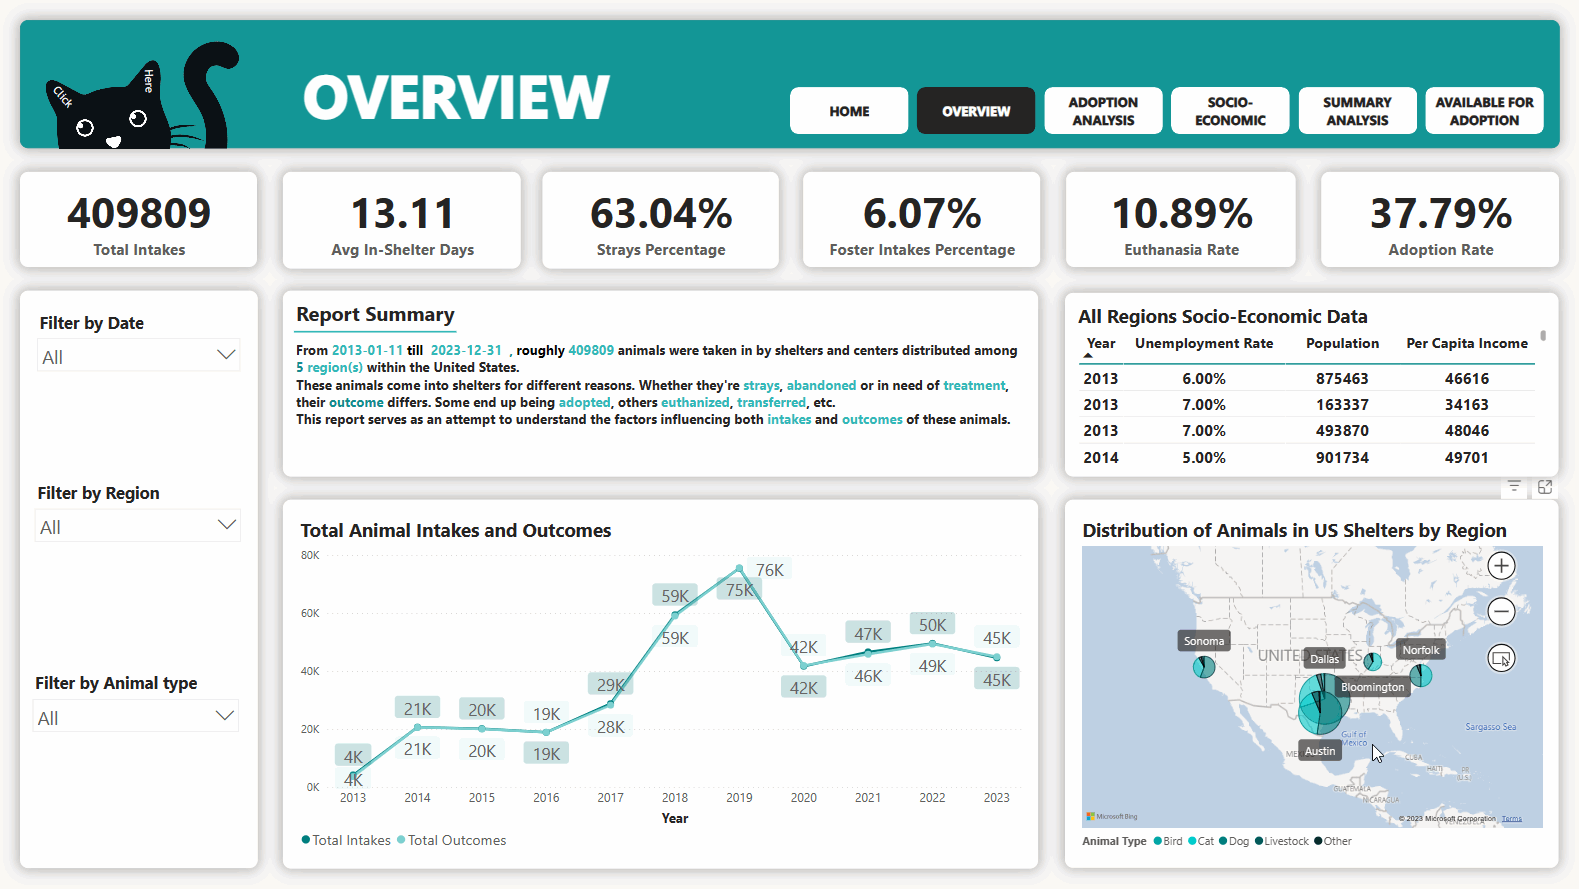 Click
Here
OVERVIEW
HOME
OVERVIEW
ADOPTION
ANALYSIS
SOCIO-
ECONOMIC
SUMMARY
ANALYSIS
AVAILABLE FOR
ADOPTION
409809
Total Intakes
13.11
Avg In-Shelter Days
63.04%
Strays Percentage
6.07%
Foster Intakes Percentage
10.89%
Euthanasia Rate
37.79%
Adoption Rate
Filter by Date
All
Filter by Region
All
Filter by Animal type
All
Report Summary
From 2013-01-11 till 2023-12-31 , roughly 409809 animals were taken in by shelters and centers distributed among
5 region(s) within the United States.
These animals come into shelters for different reasons. Whether they're strays, abandoned or in need of treatment,
their outcome differs. Some end up being adopted, others euthanized, transferred, etc.
This report serves as an attempt to understand the factors influencing both intakes and outcomes of these animals.
All Regions Socio-Economic Data
Year Unemployment Rate Population Per Capita Income
2013 6.00% 875463 46616
2013 7.00% 163337 34163
2013 7.00% 493870 48046
2014 5.00% 901734 49701
Total Animal Intakes and Outcomes
80K
60K
40K
20K
0K
4K
4K
21K
21K
20K
20K
19K
19K
29K
28K
59K
59K
76K
75K
42K
42K
47K
46K
50K
49K
45K
45K
2013 2014 2015 2016 2017 2018 2019 2020 2021 2022 2023
Year
Total Intakes Total Outcomes
Distribution of Animals in US Shelters by Region
Sonoma
UNITED STATES
Dallas
Norfolk
Bloomington
Austin
Gulf of
Mexico
Sargasso Sea
CUBA
HAITI
PR
(U.S.)
GUATEMALA
NICARAGUA
Microsoft Bing
© 2023 Microsoft Corporation Terms
Animal Type Bird Cat Dog Livestock Other